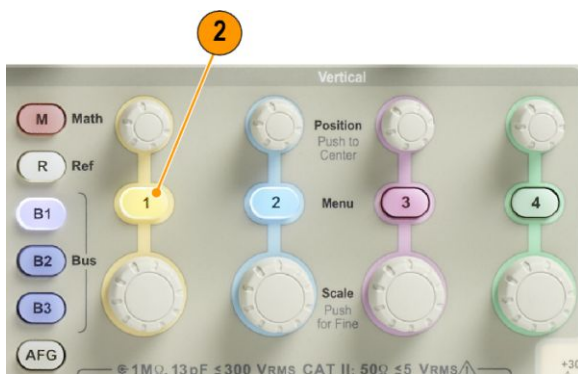 2
Vertical
M Math
R Ref
B1
B2 Bus
B3
AFG
Position
Push to
Center
1 2 Menu 3 4
Scale
Push
for Fine
1MΩ, 13pF ≤300 VRMS CAT II; 50Ω ≤5 VRMS